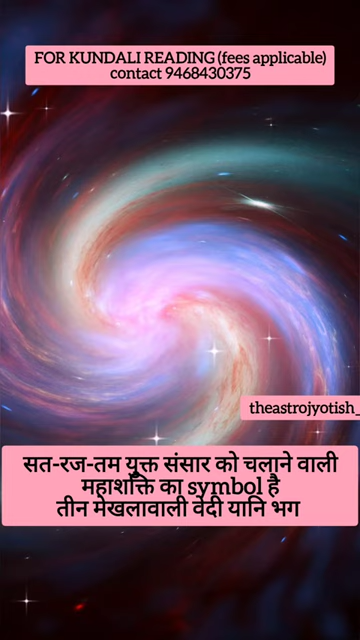 FOR KUNDALI READING (fees applicable)
contact 9468430375
theastrojyotish_
सत-रज-तम युक्त संसार को चलाने वाली
महाशक्ति का symbol है
तीन मेखलावाली वेदी यानि भग